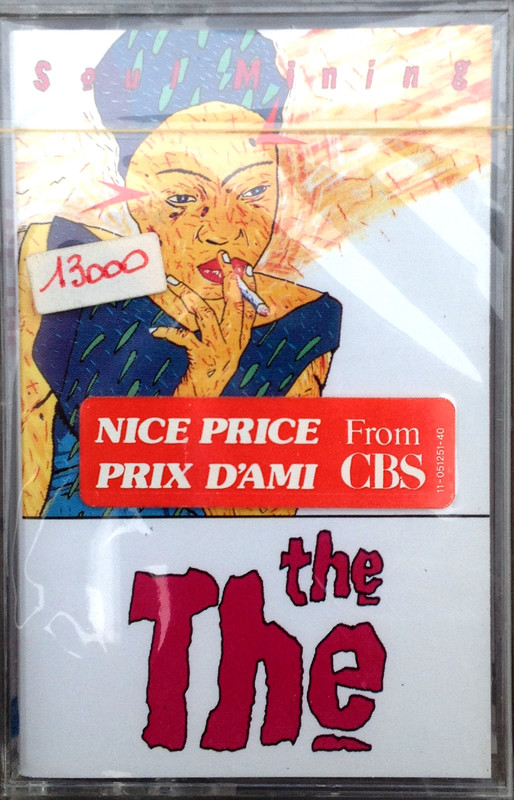 Soul Mining
13000
NICE PRICE
PRIX D'AMI
From
CBS
11-051251-40
the
The